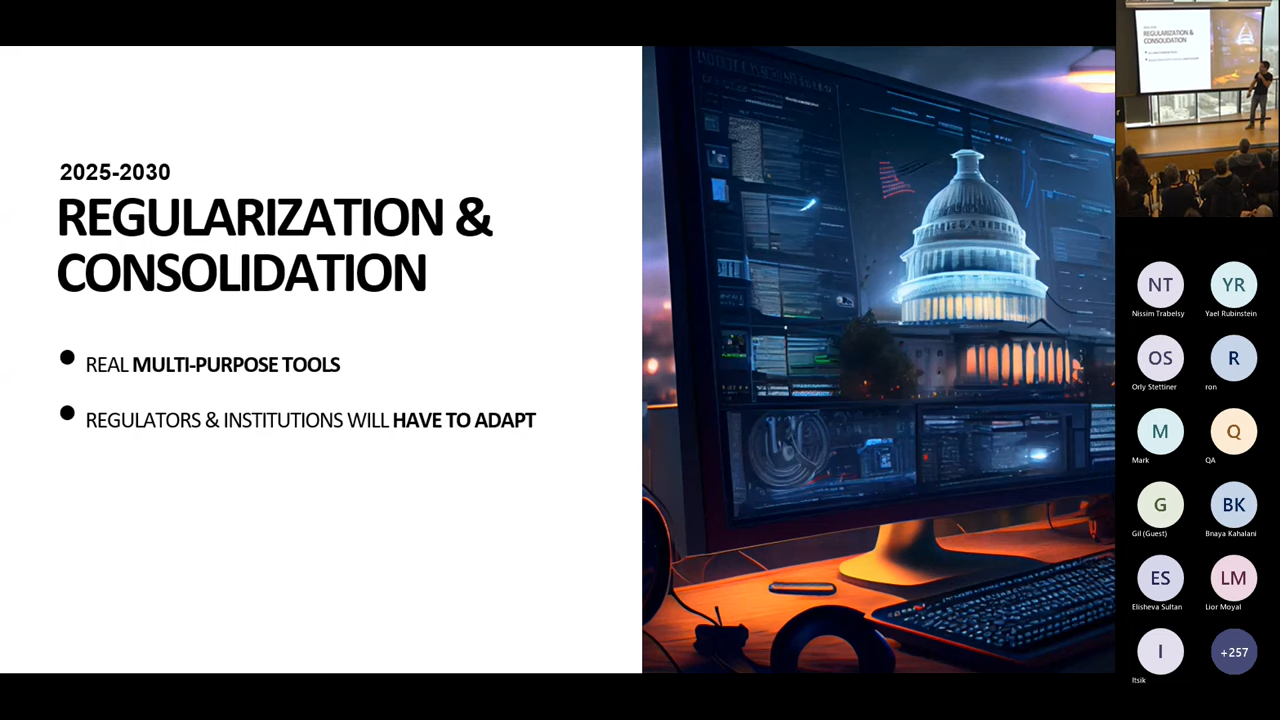 2025-2030
REGULARIZATION &
CONSOLIDATION
REAL MULTI-PURPOSE TOOLS
REGULATORS & INSTITUTIONS WILL HAVE TO ADAPT
REGULARIZATION &
CONSOLIDATION
NT
Nissim Trabelsy
YR
Yael Rubinstein
OS
Orly Stettiner
R
ron
M
Mark
Q
QA
G
Gil (Guest)
BK
Bnaya Kahalani
ES
Elisheva Sultan
LM
Lior Moyal
I
Itsik
+257